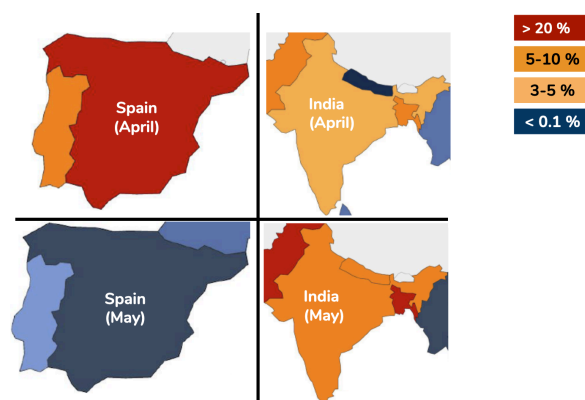 Spain
(April)
India
(April)
> 20 %
5-10 %
3-5 %
< 0.1 %
Spain
(May)
India
(May)